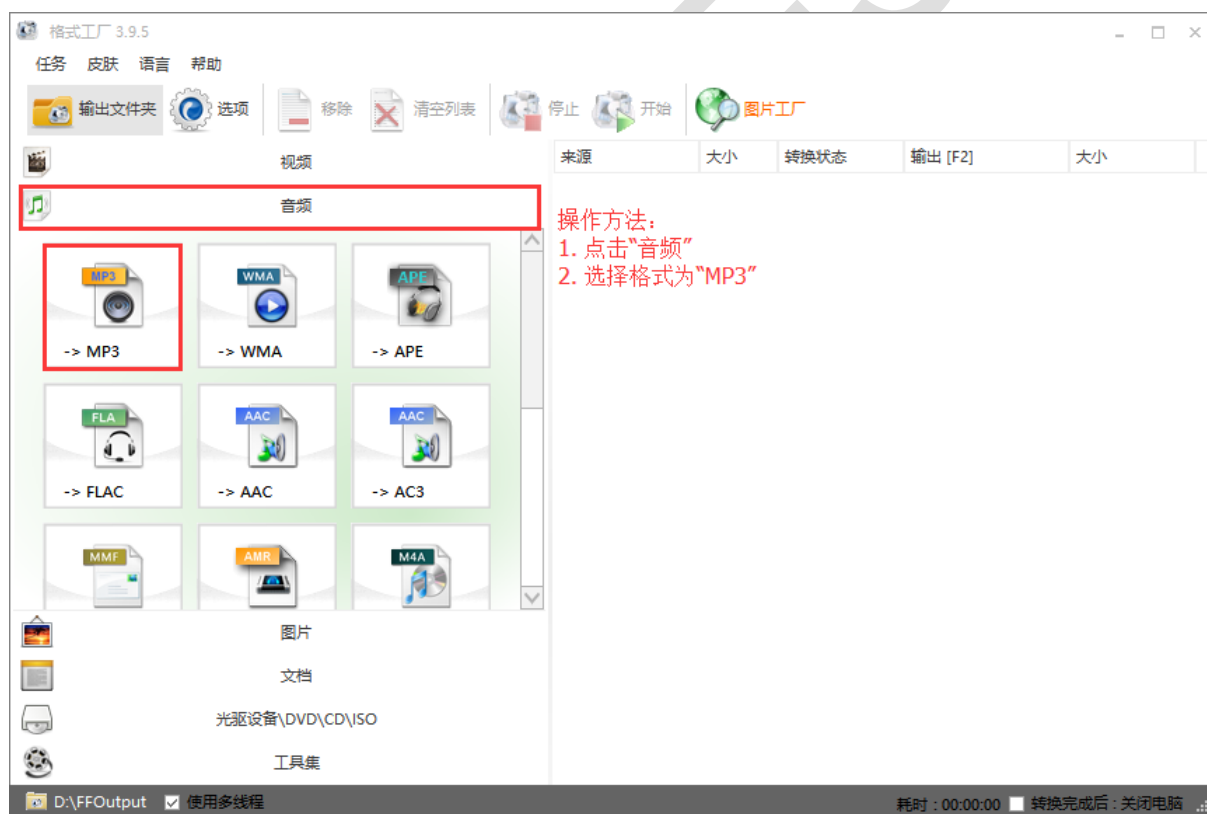 格式工厂 3.9.5
任务 皮肤 语言 帮助
输出文件夹 选项 移除 清空列表 停止 开始 图片工厂
视频
音频
MP3 WMA APE
-> MP3 -> WMA -> APE
FLA AAC AAC
-> FLAC -> AAC -> AC3
MMF AMR M4A
图片
文档
光驱设备\DVD\CD\ISO
工具集
来源 大小 转换状态 输出 [F2] 大小
操作方法：
1. 点击“音频”
2. 选择格式为“MP3”
D:\FFOutput 使用多线程 耗时 : 00:00:00 转换完成后 : 关闭电脑